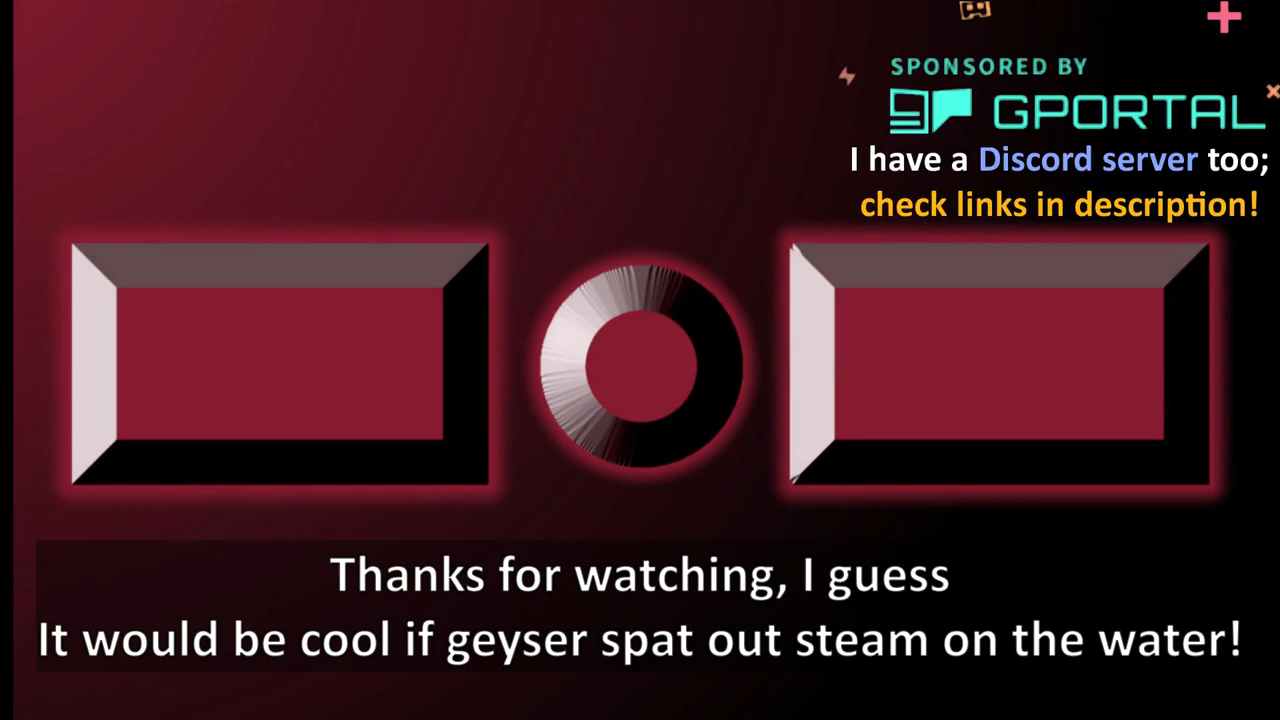 SPONSORED BY
GPORTAL
I have a Discord server too;
check links in description!
Thanks for watching, I guess
It would be cool if geyser spat out steam on the water!